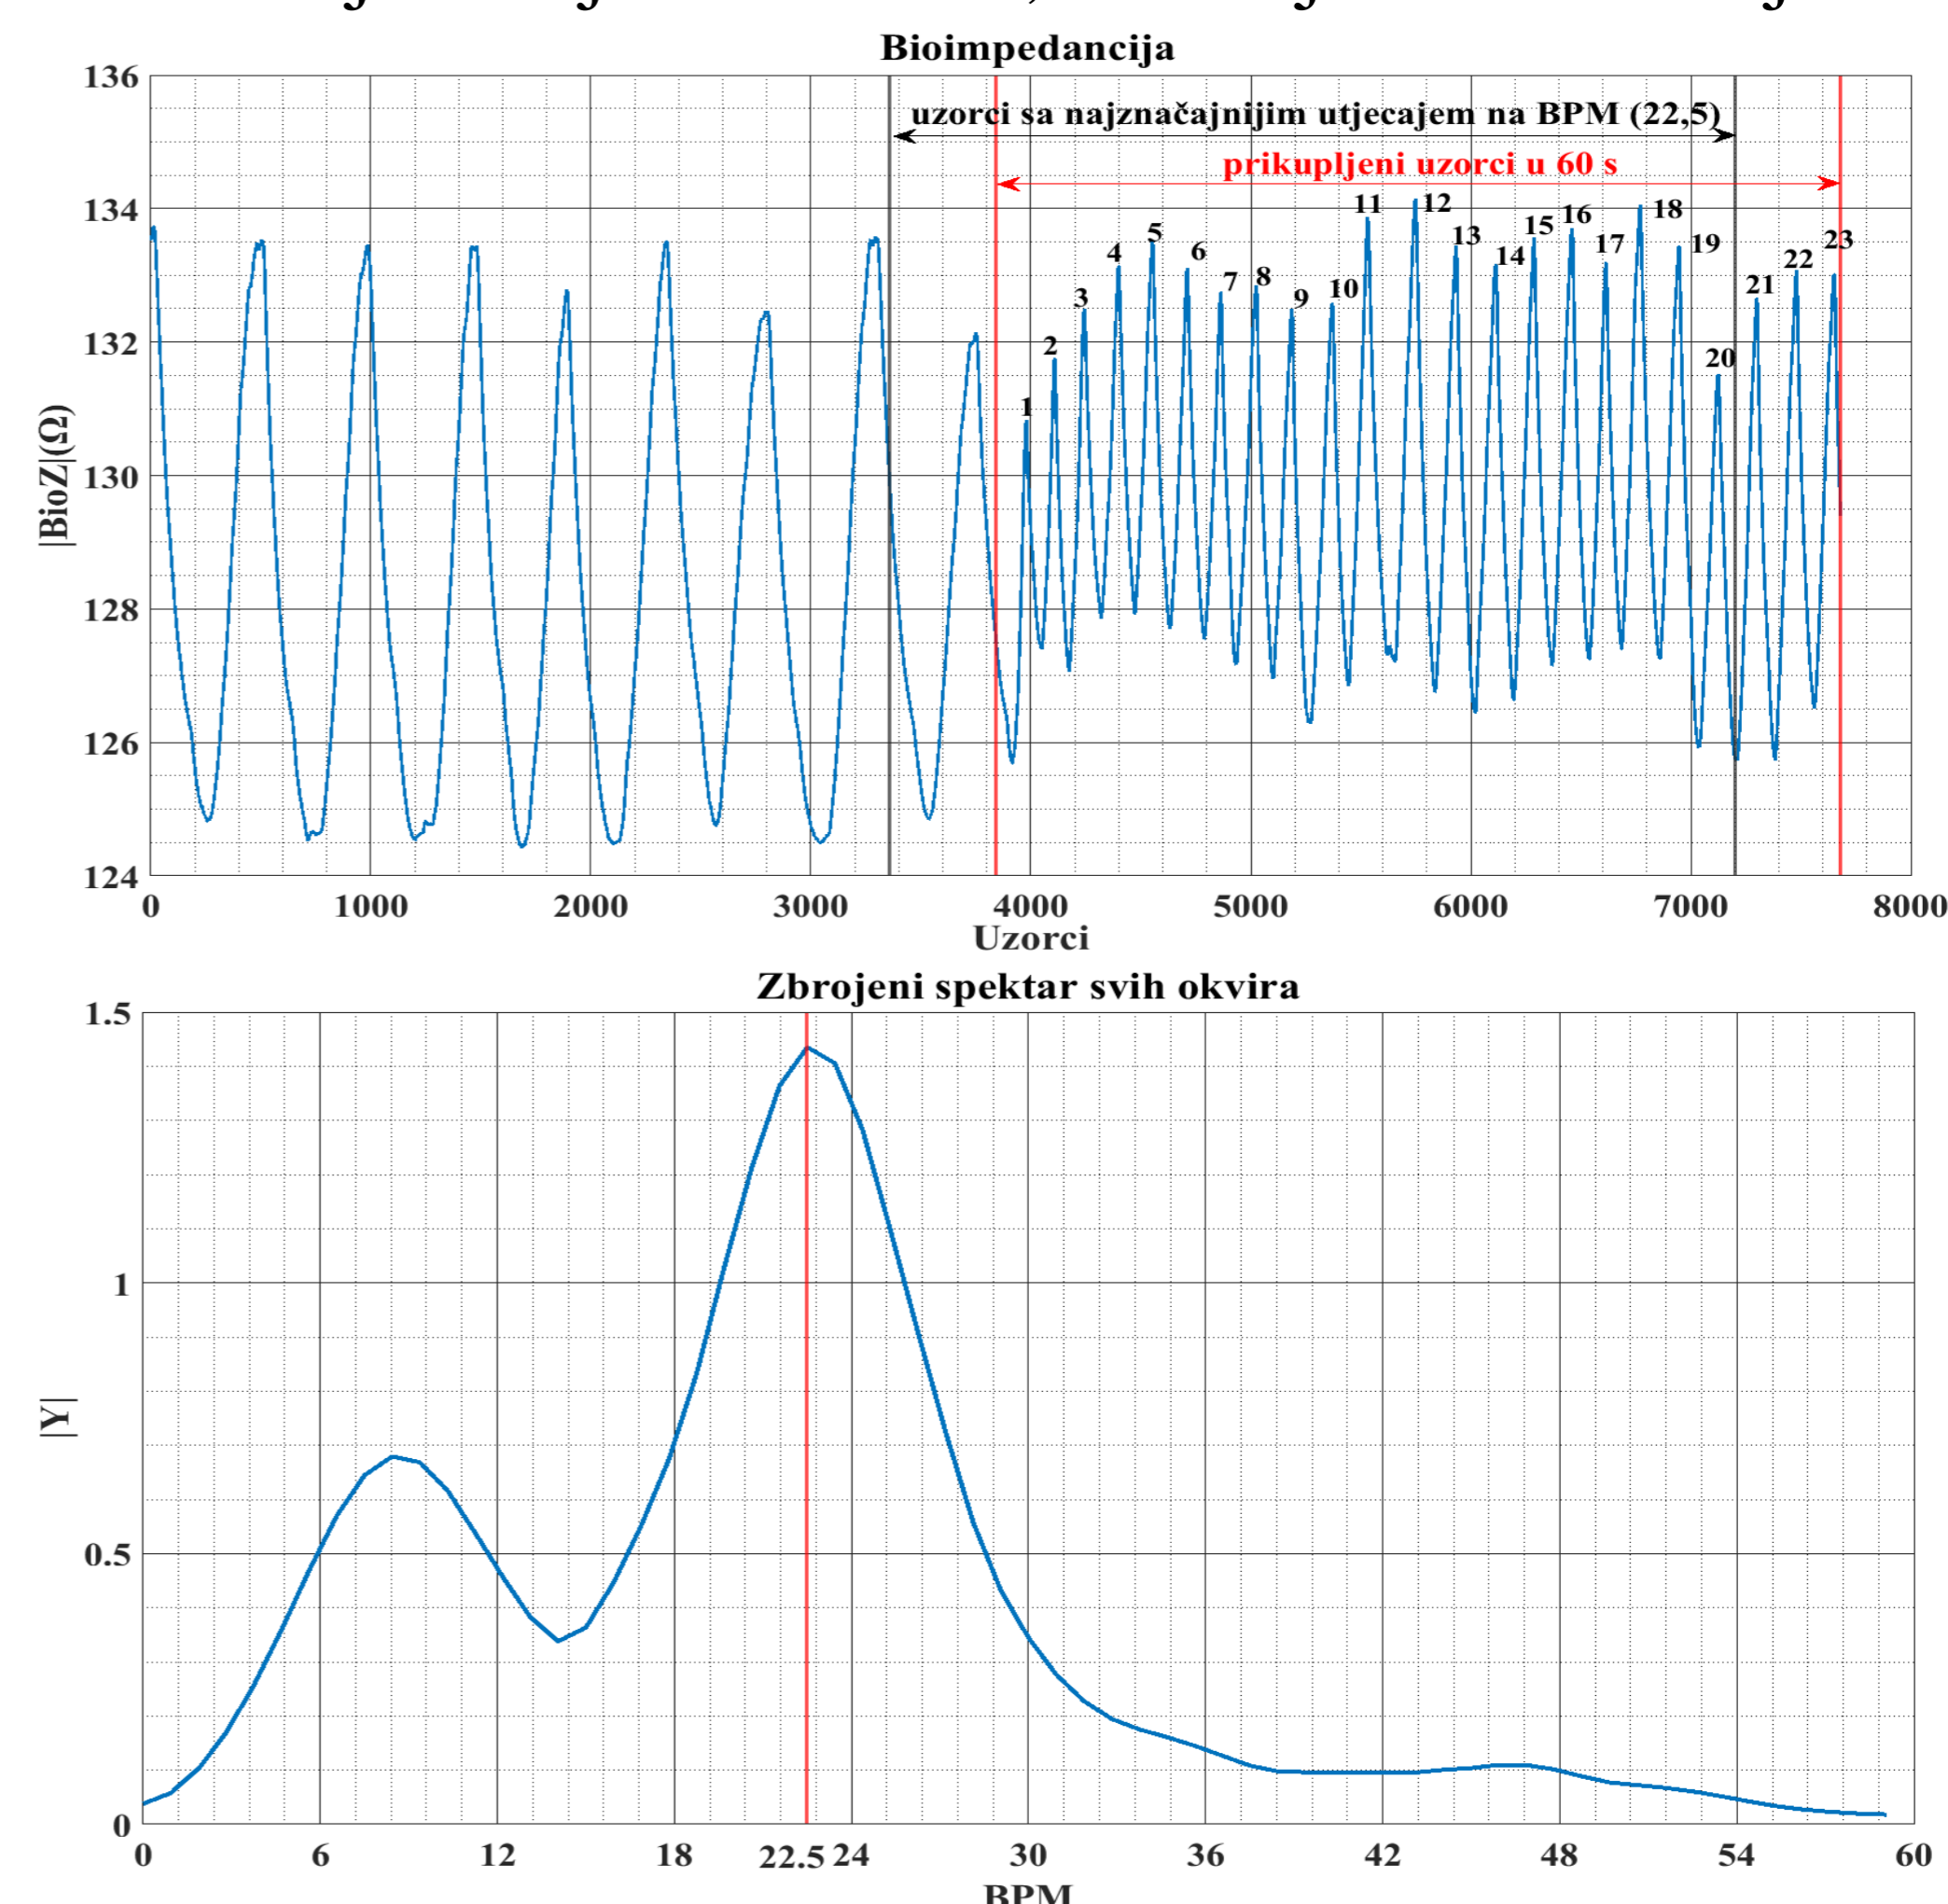 Bioimpedancija
136
uzorci sa najznačajnijim utjecajem na BPM (22,5)
prikupljeni uzorci u 60 s
134
11 12
18
16
15
13 17 19 23
5
4 6 14 22
7 8 21
3 9 10
132
2 20
1
|BioZ|(Ω)
130
128
126
124
0 1000 2000 3000 4000 5000 6000 7000 8000
Uzorci
Zbrojeni spektar svih okvira
1.5
1
|Y|
0.5
0
0 6 12 18 22.5 24 30 36 42 48 54 60
BPM